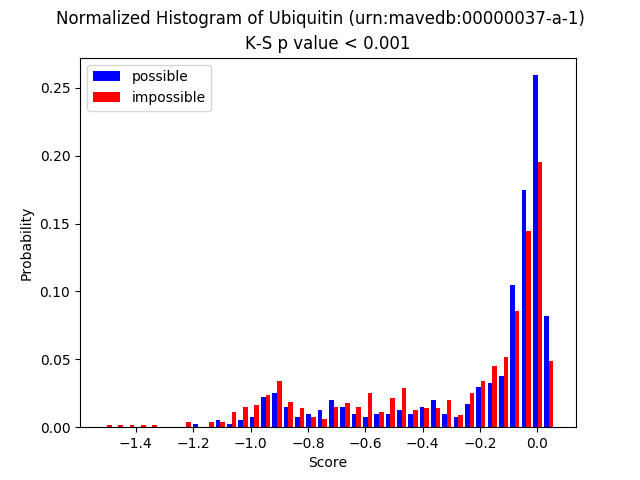 Normalized Histogram of Ubiquitin (urn:mavedb:00000037-a-1)
K-S p value < 0.001
possible
impossible
0.25
0.20
0.15
0.10
0.05
0.00
Probability
−1.4 −1.2 −1.0 −0.8 −0.6 −0.4 −0.2 0.0
Score